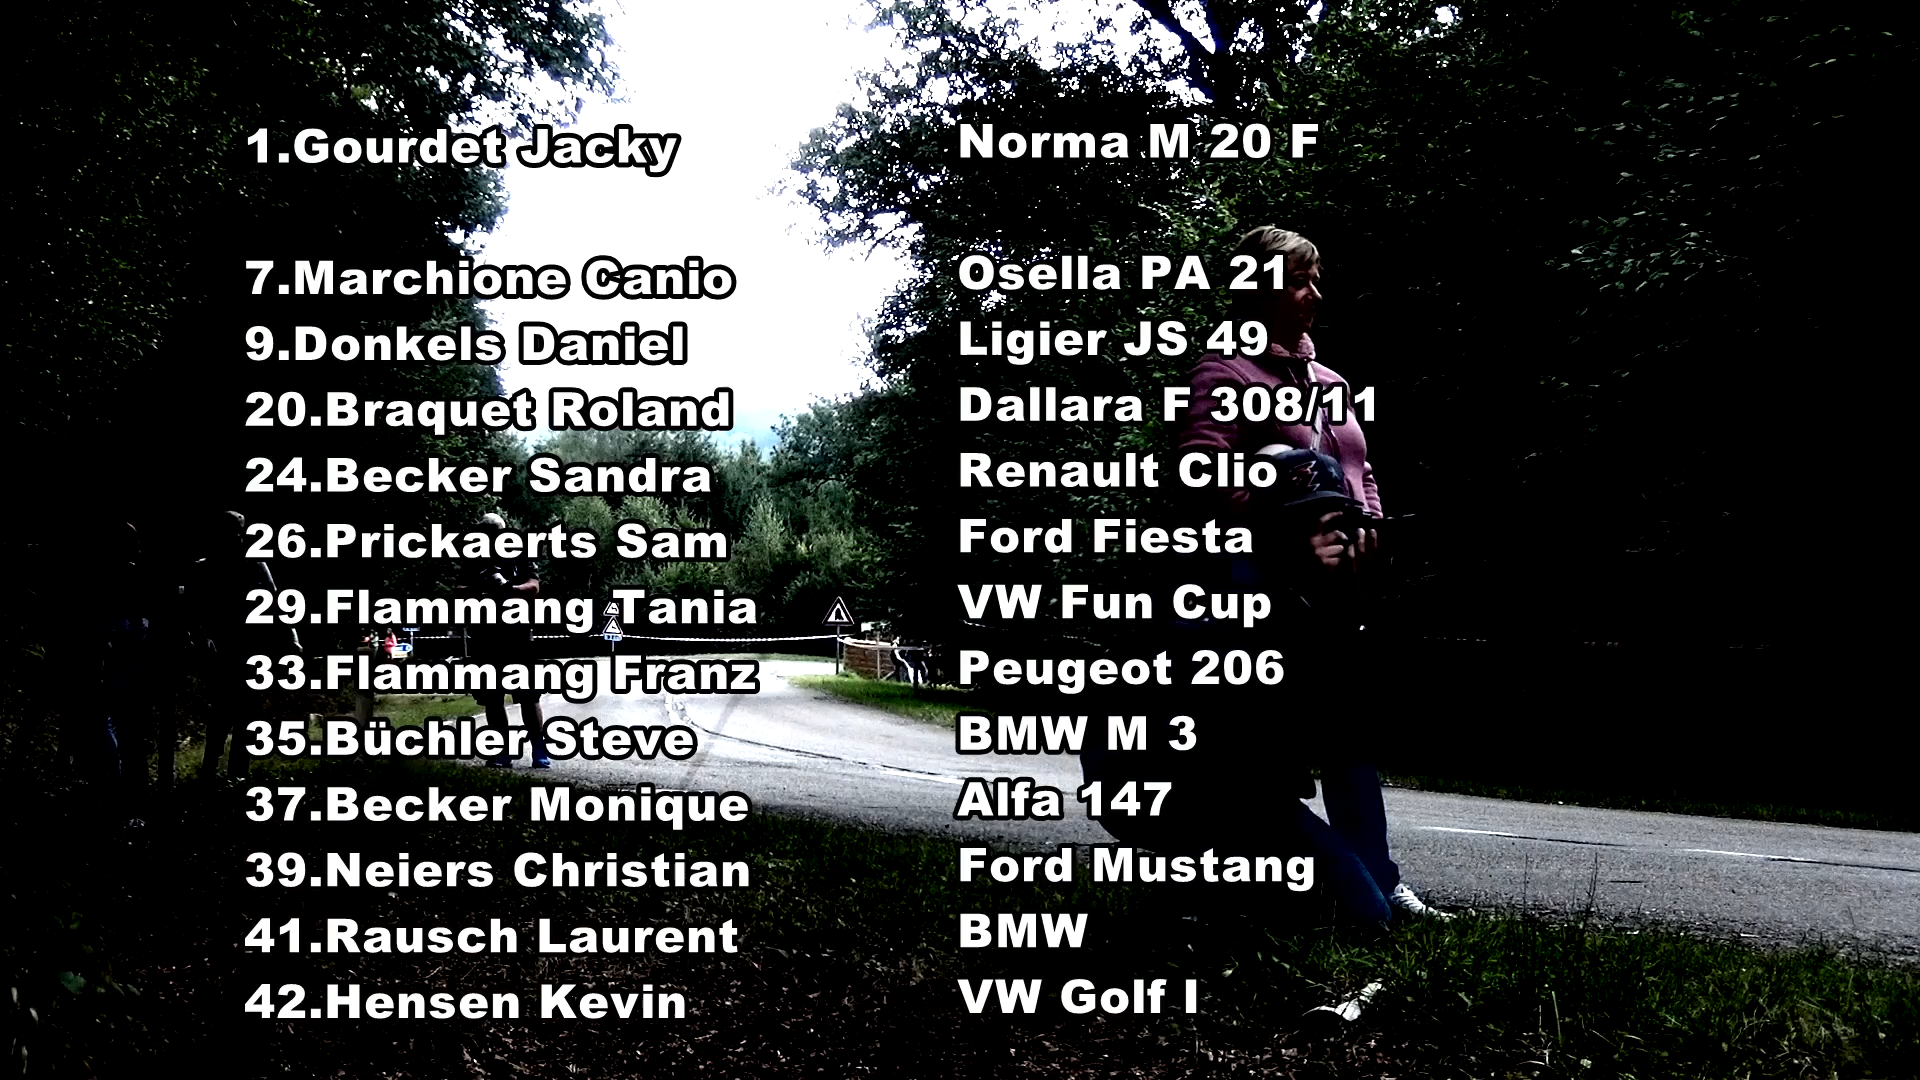 1.Gourdet Jacky Norma M 20 F
7.Marchione Canio Osella PA 21
9.Donkels Daniel Ligier JS 49
20.Braquet Roland Dallara F 308/11
24.Becker Sandra Renault Clio
26.Prickaerts Sam Ford Fiesta
29.Flammang Tania VW Fun Cup
33.Flammang Franz Peugeot 206
35.Büchler Steve BMW M 3
37.Becker Monique Alfa 147
39.Neiers Christian Ford Mustang
41.Rausch Laurent BMW
42.Hensen Kevin VW Golf I